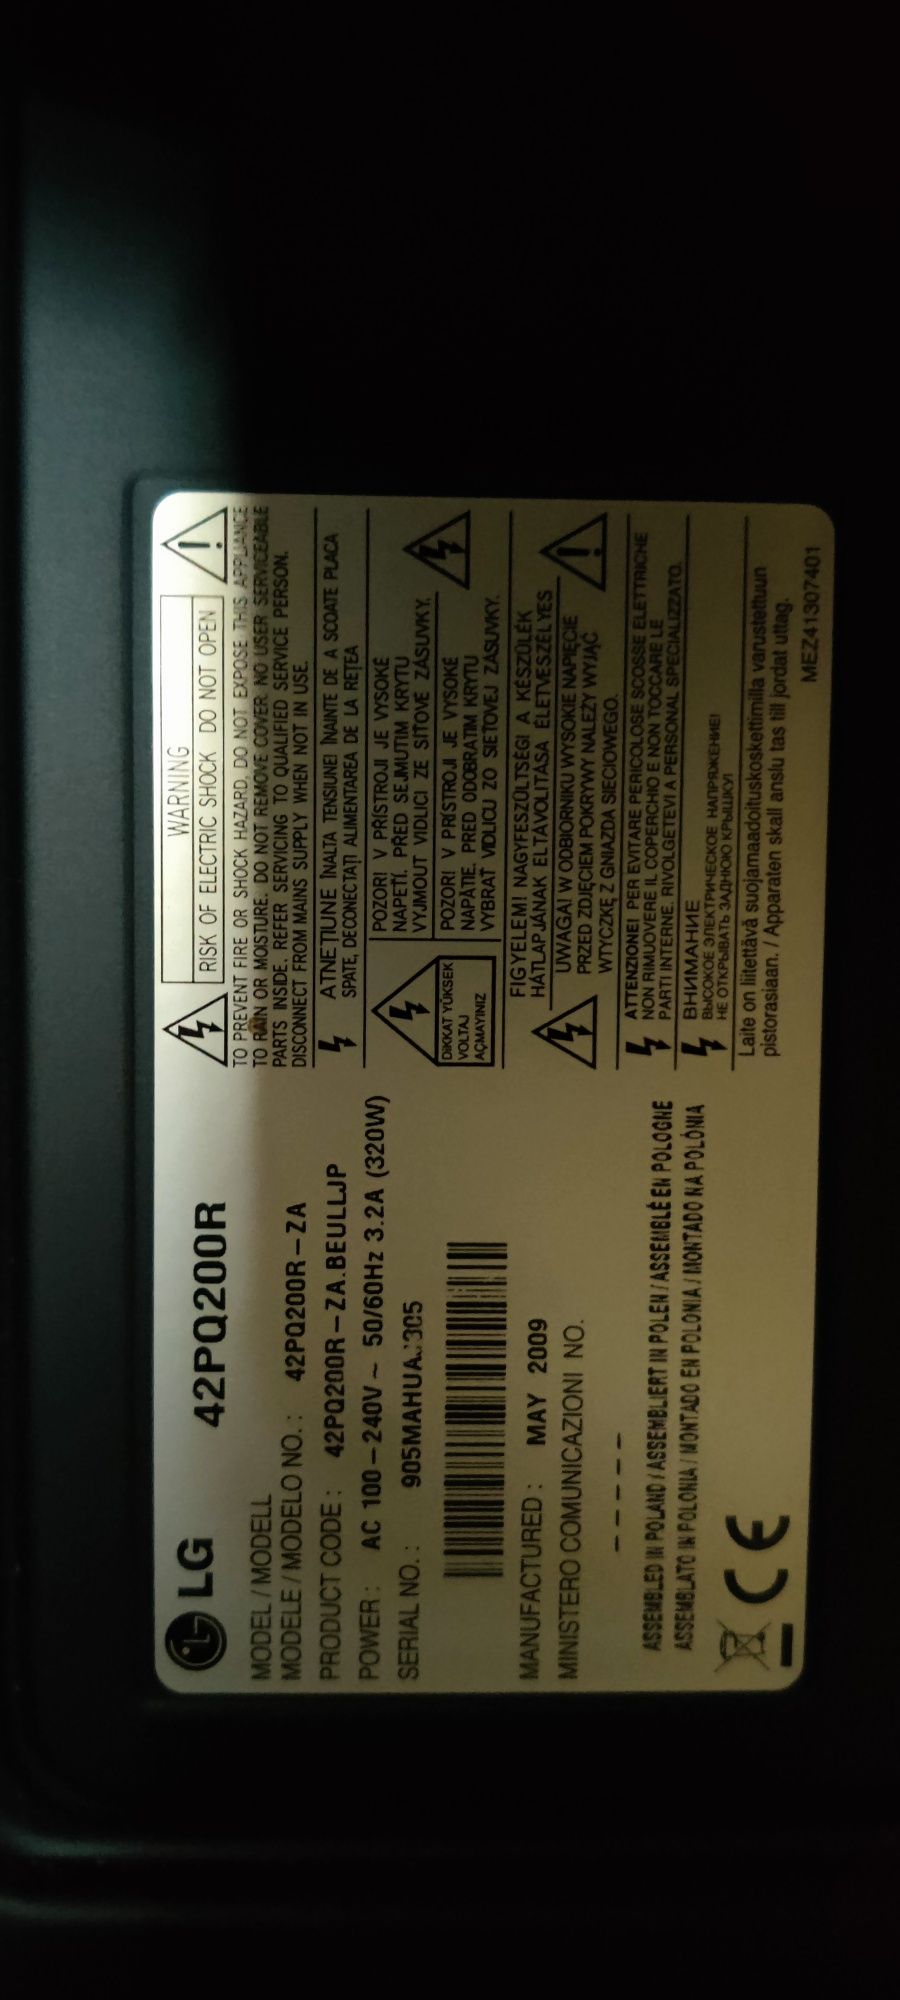 LG 42PQ200R
MODEL / MODELL
MODELE / MODELO NO. : 42PQ200R-ZA
PRODUCT CODE : 42PQ200R-ZA.BEULLJP
POWER : AC 100-240V ~ 50/60Hz 3.2A (320W)
SERIAL NO. :
MANUFACTURED : MAY 2009
MINISTERO COMUNICAZIONI NO.
- - - - -
ASSEMBLED IN POLAND / ASSEMBLIERT IN POLEN / ASSEMBLÉ EN POLOGNE
ASSEMBLATO IN POLONIA / MONTADO EN POLONIA / MONTADO NA POLÓNIA
CE
WARNING
RISK OF ELECTRIC SHOCK DO NOT OPEN
TO PREVENT FIRE OR SHOCK HAZARD, DO NOT EXPOSE THIS APPLIANCE
TO RAIN OR MOISTURE. DO NOT REMOVE COVER. NO USER SERVICEABLE
PARTS INSIDE. REFER SERVICING TO QUALIFIED SERVICE PERSON.
DISCONNECT FROM MAINS SUPPLY WHEN NOT IN USE.
ATNEŢIUNE ÎNALTA TENSIUNEI ÎNAINTE DE A SCOATE PLACA
SPATE, DECONECTAŢI ALIMENTAREA DE LA REŢEA
POZOR! V PŘÍSTROJI JE VYSOKÉ
NAPĚTÍ. PŘED SEJMUTÍM KRYTU
VYJMOUT VIDLICI ZE SÍŤOVÉ ZÁSUVKY.
DİKKAT YÜKSEK
VOLTAJ
AÇMAYINIZ
POZOR! V PRÍSTROJI JE VYSOKÉ
NAPÄTIE. PRED ODOBRATÍM KRYTU
VYBRAŤ VIDLICU ZO SIEŤOVEJ ZÁSUVKY.
FIGYELEM! NAGYFESZÜLTSÉG! A KÉSZÜLÉK
HÁTLAPJÁNAK ELTÁVOLÍTÁSA ÉLETVESZÉLYES
UWAGA! W ODBIORNIKU WYSOKIE NAPIĘCIE
PRZED ZDJĘCIEM POKRYWY NALEŻY WYJĄĆ
WTYCZKĘ Z GNIAZDA SIECIOWEGO.
ATTENZIONE! PER EVITARE PERICOLOSE SCOSSE ELETTRICHE
NON RIMUOVERE IL COPERCHIO E NON TOCCARE LE
PARTI INTERNE. RIVOLGETEVI A PERSONAL SPECIALIZZATO.
ВНИМАНИЕ
ВЫСОКОЕ ЭЛЕКТРИЧЕСКОЕ НАПРЯЖЕНИЕ!
НЕ ОТКРЫВАТЬ ЗАДНЮЮ КРЫШКУ!
Laite on liitettävä suojamaadoituskoskettimilla varustettuun
pistorasiaan. / Apparaten skall anslu tas till jordat uttag.
MEZ41307401